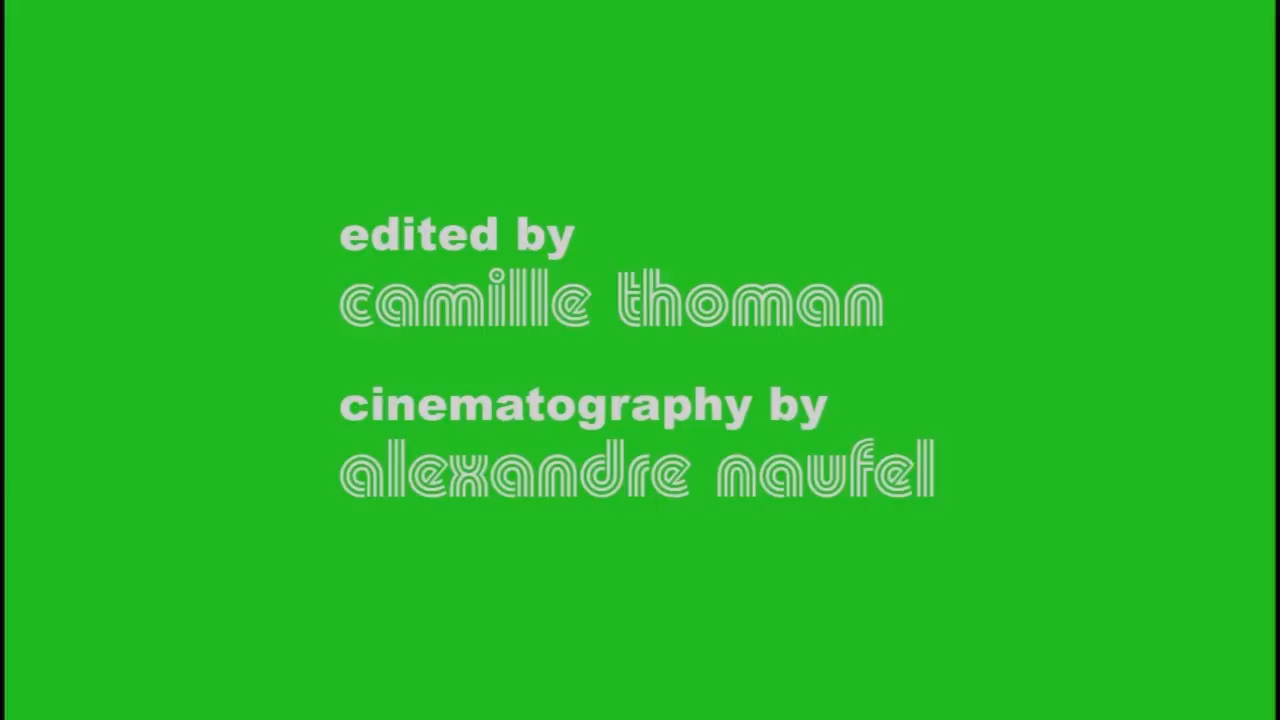 edited by
camille thoman
cinematography by
alexandre naufel